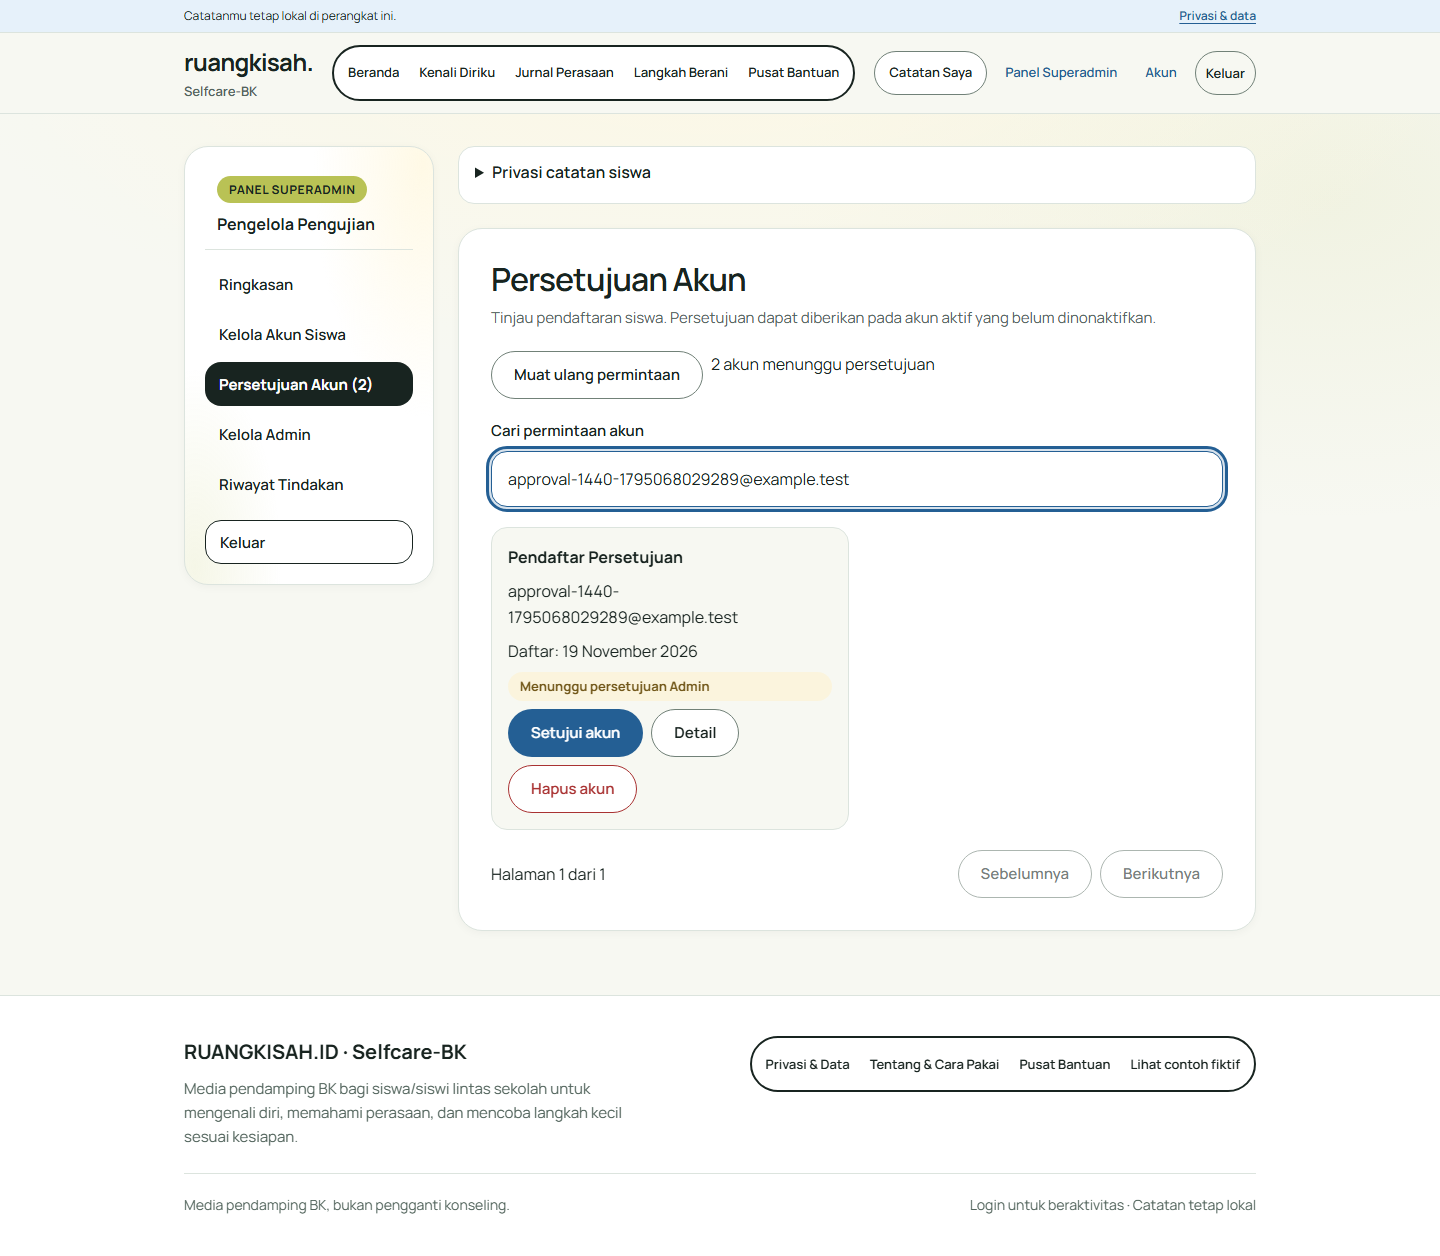 Catatanmu tetap lokal di perangkat ini.
Privasi & data
ruangkisah.
Selfcare-BK
Beranda
Kenali Diriku
Jurnal Perasaan
Langkah Berani
Pusat Bantuan
Catatan Saya
Panel Superadmin
Akun
Keluar
PANEL SUPERADMIN
Pengelola Pengujian
Ringkasan
Kelola Akun Siswa
Persetujuan Akun (2)
Kelola Admin
Riwayat Tindakan
Keluar
Privasi catatan siswa
Persetujuan Akun
Tinjau pendaftaran siswa. Persetujuan dapat diberikan pada akun aktif yang belum dinonaktifkan.
Muat ulang permintaan
2 akun menunggu persetujuan
Cari permintaan akun
approval-1440-1795068029289@example.test
Pendaftar Persetujuan
approval-1440-
1795068029289@example.test
Daftar: 19 November 2026
Menunggu persetujuan Admin
Setujui akun
Detail
Hapus akun
Halaman 1 dari 1
Sebelumnya
Berikutnya
RUANGKISAH.ID · Selfcare-BK
Media pendamping BK bagi siswa/siswi lintas sekolah untuk
mengenali diri, memahami perasaan, dan mencoba langkah kecil
sesuai kesiapan.
Privasi & Data
Tentang & Cara Pakai
Pusat Bantuan
Lihat contoh fiktif
Media pendamping BK, bukan pengganti konseling.
Login untuk beraktivitas · Catatan tetap lokal